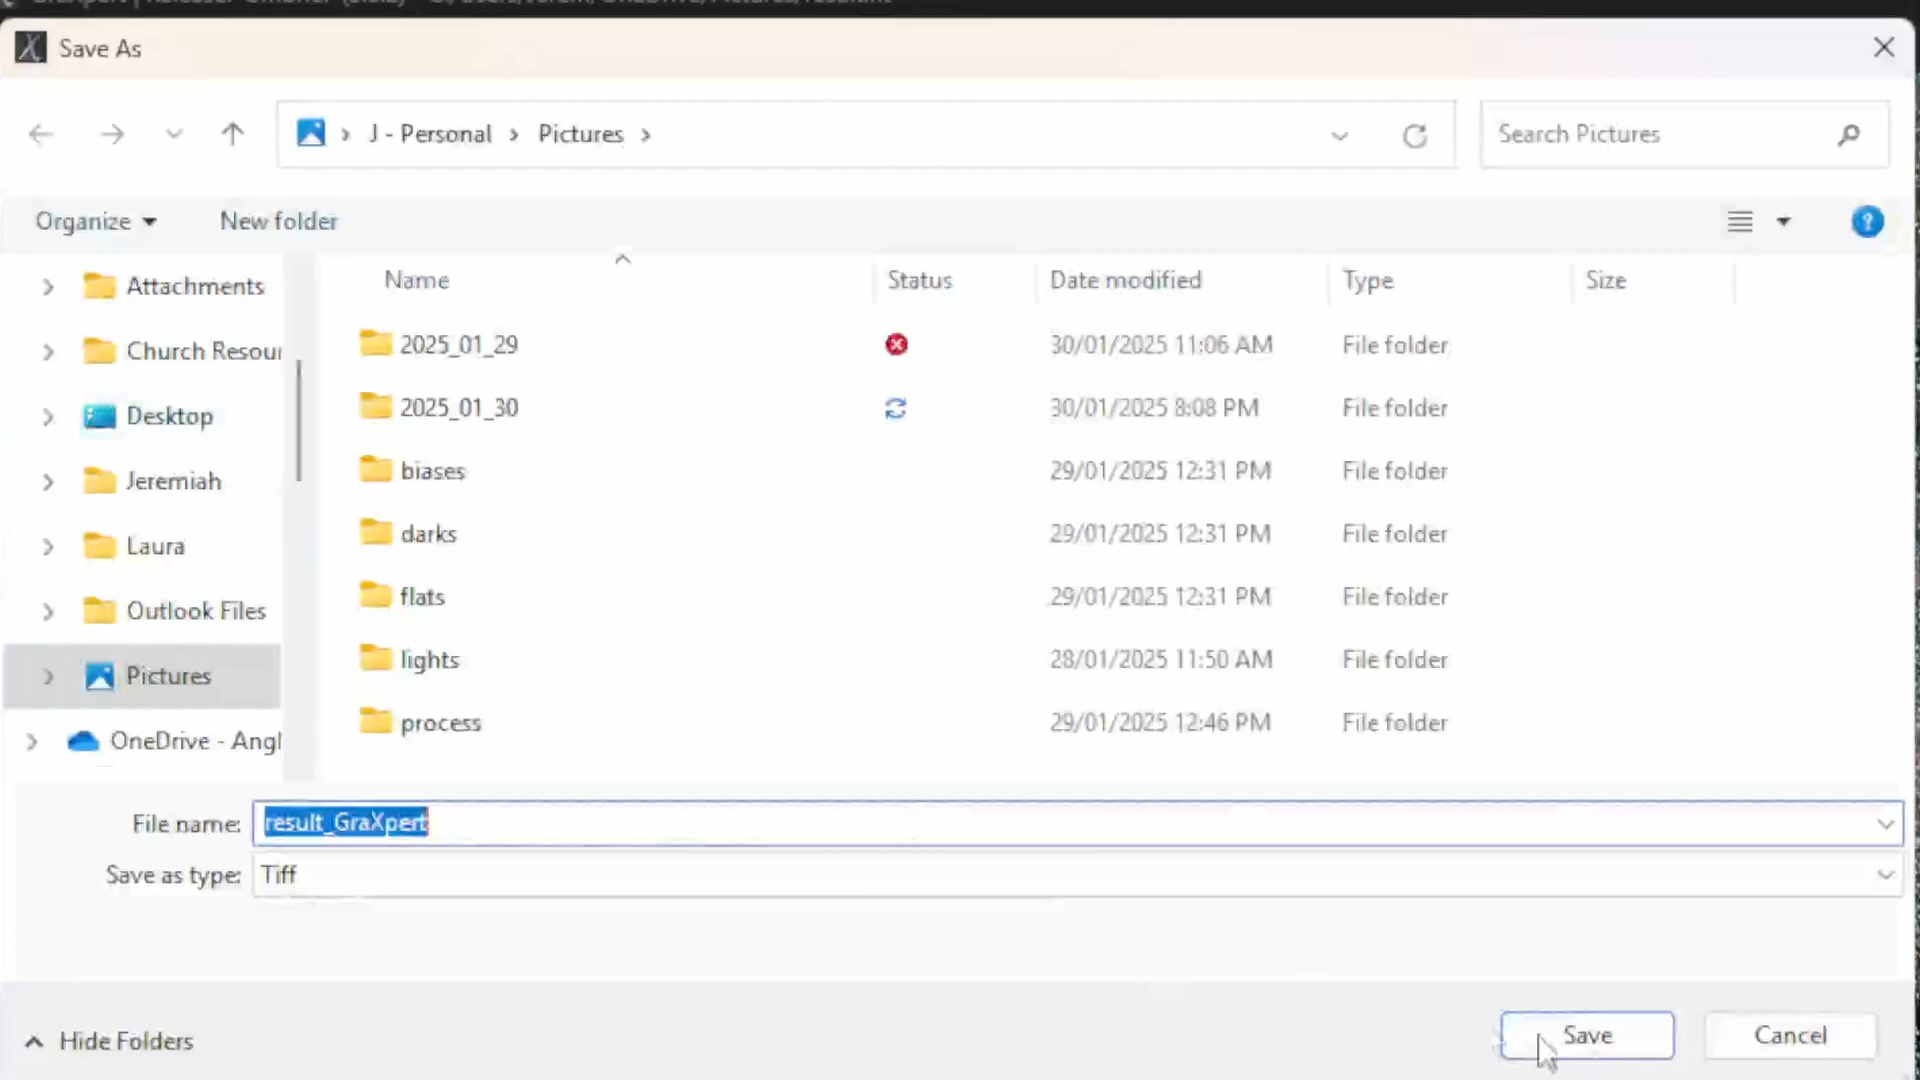 Save As
J - Personal
Pictures
Search Pictures
Organize
New folder
Name
Status
Date modified
Type
Size
Attachments
Church Resour
Desktop
Jeremiah
Laura
Outlook Files
Pictures
OneDrive - Angl
2025_01_29
30/01/2025 11:06 AM
File folder
2025_01_30
30/01/2025 8:08 PM
File folder
biases
29/01/2025 12:31 PM
File folder
darks
29/01/2025 12:31 PM
File folder
flats
29/01/2025 12:31 PM
File folder
lights
28/01/2025 11:50 AM
File folder
process
29/01/2025 12:46 PM
File folder
File name:
result_GraXpert
Save as type:
Tiff
Hide Folders
Save
Cancel